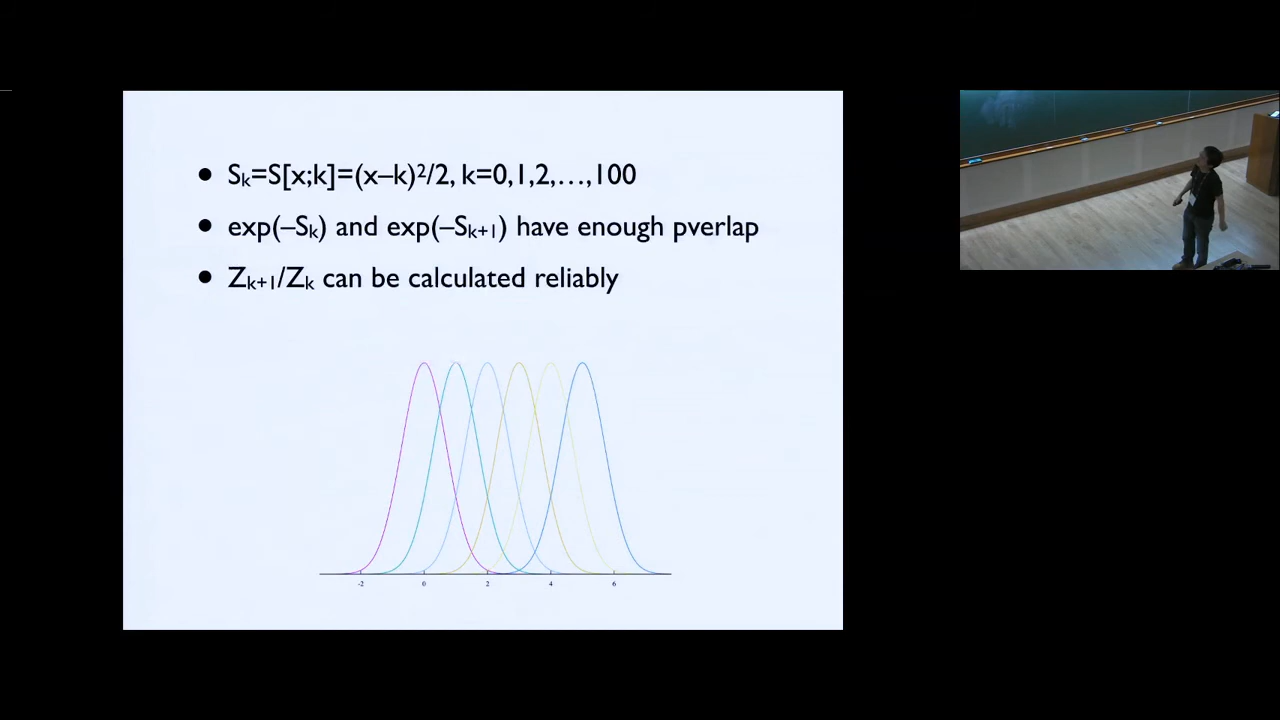 • Sₖ=S[x;k]=(x–k)²/2, k=0,1,2,…,100
• exp(–Sₖ) and exp(–Sₖ₊₁) have enough pverlap
• Zₖ₊₁/Zₖ can be calculated reliably
-2 0 2 4 6